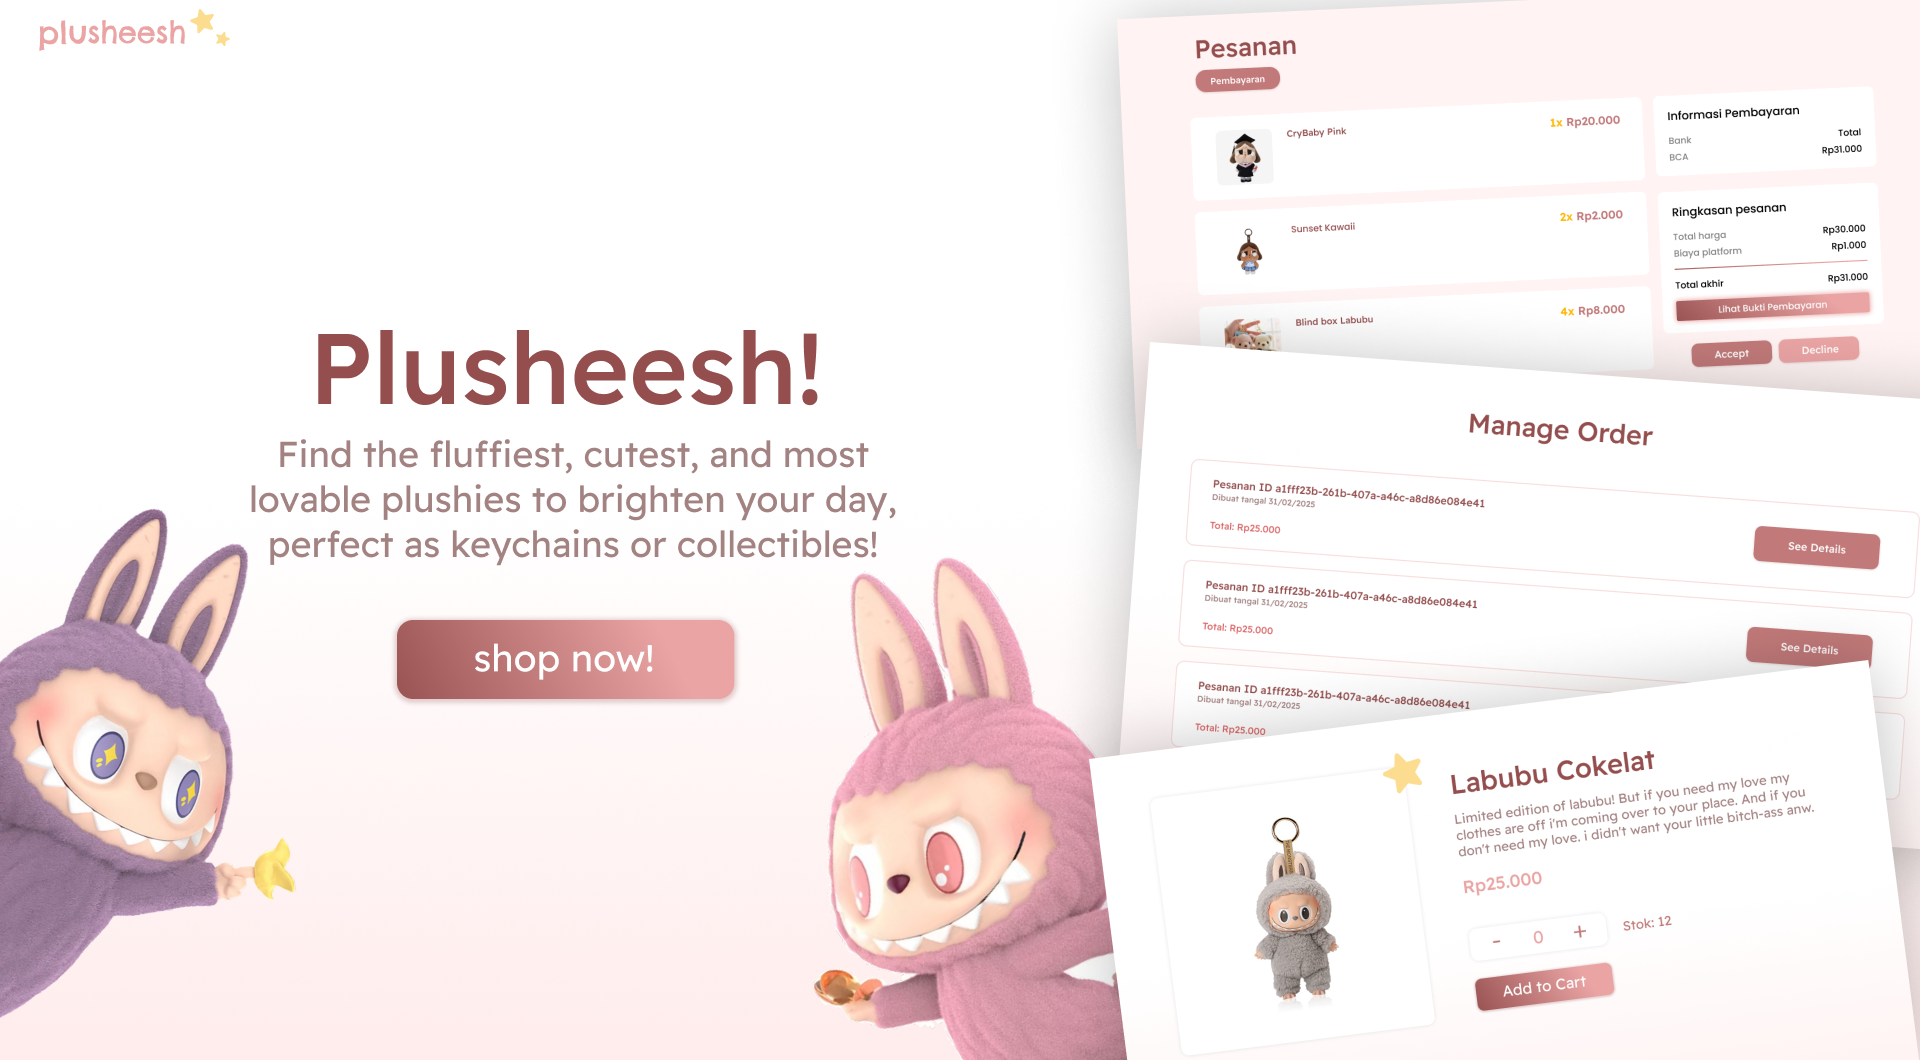 plusheesh
Plusheesh!
Find the fluffiest, cutest, and most
lovable plushies to brighten your day,
perfect as keychains or collectibles!
shop now!
Pesanan
Pembayaran
CryBaby Pink
1x Rp20.000
Sunset Kawaii
2x Rp2.000
Blind box Labubu
4x Rp8.000
Informasi Pembayaran
Bank Total
BCA Rp31.000
Ringkasan pesanan
Total harga Rp30.000
Biaya platform Rp1.000
Total akhir Rp31.000
Lihat Bukti Pembayaran
Accept Decline
Manage Order
Pesanan ID a1fff23b-261b-407a-a46c-a8d86e084e41
Dibuat tangal 31/02/2025
Total: Rp25.000
See Details
Pesanan ID a1fff23b-261b-407a-a46c-a8d86e084e41
Dibuat tangal 31/02/2025
Total: Rp25.000
See Details
Pesanan ID a1fff23b-261b-407a-a46c-a8d86e084e41
Dibuat tangal 31/02/2025
Total: Rp25.000
Labubu Cokelat
Limited edition of labubu! But if you need my love my
clothes are off i'm coming over to your place. And if you
don't need my love. i didn't want your little bitch-ass anw.
Rp25.000
- 0 +
Stok: 12
Add to Cart